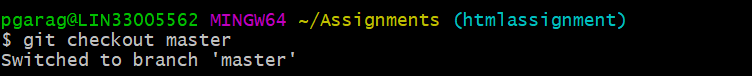 pgarag@LIN33005562 MINGW64 ~/Assignments (htmlassignment)
$ git checkout master
Switched to branch 'master'